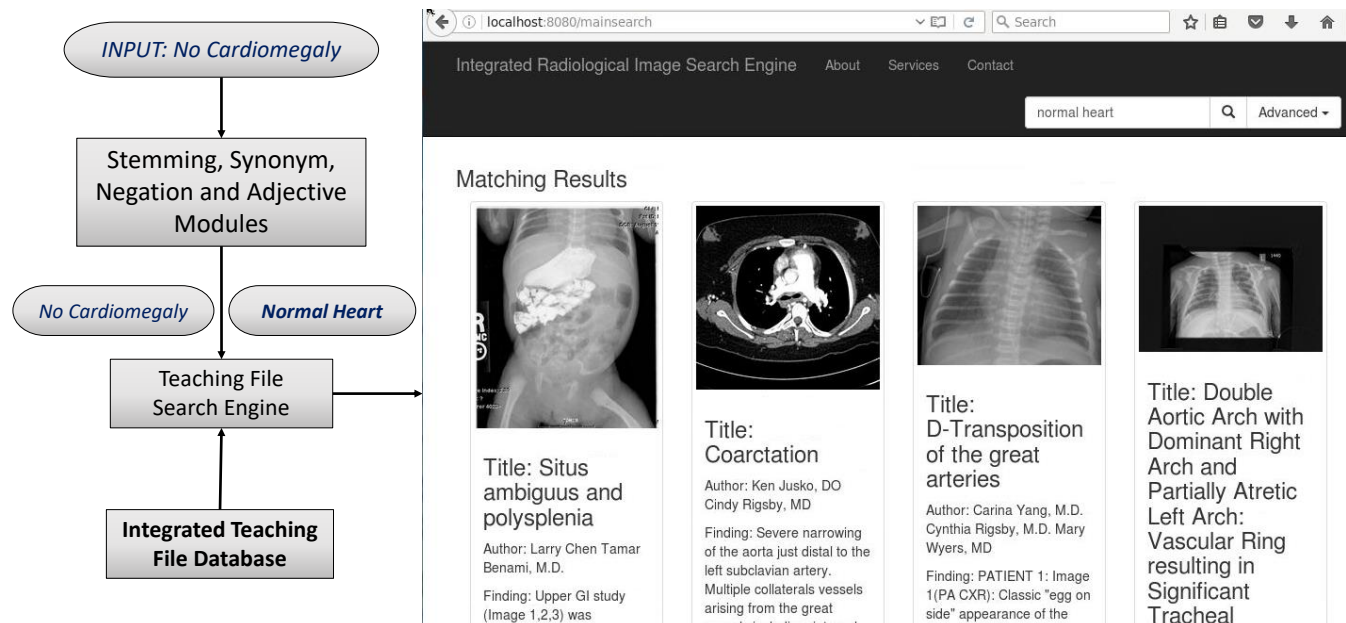 INPUT: No Cardiomegaly
Stemming, Synonym,
Negation and Adjective
Modules
No Cardiomegaly
Normal Heart
Teaching File
Search Engine
Integrated Teaching
File Database
localhost:8080/mainsearch
Search
Integrated Radiological Image Search Engine About Services Contact
normal heart
Advanced
Matching Results
Title: Situs
ambiguus and
polysplenia
Author: Larry Chen Tamar
Benami, M.D.
Finding: Upper GI study
(Image 1,2,3) was
Title:
Coarctation
Author: Ken Jusko, DO
Cindy Rigsby, MD
Finding: Severe narrowing
of the aorta just distal to the
left subclavian artery.
Multiple collaterals vessels
arising from the great
Title:
D-Transposition
of the great
arteries
Author: Carina Yang, M.D.
Cynthia Rigsby, M.D. Mary
Wyers, MD
Finding: PATIENT 1: Image
1(PA CXR): Classic "egg on
side" appearance of the
Title: Double
Aortic Arch with
Dominant Right
Arch and
Partially Atretic
Left Arch:
Vascular Ring
resulting in
Significant
Tracheal